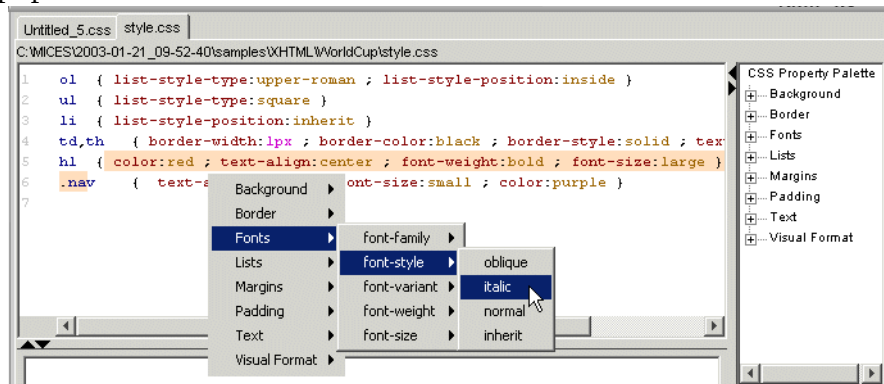 Untitled_5.css style.css
C:\MICES\2003-01-21_09-52-40\samples\XHTML\WorldCup\style.css
1 ol { list-style-type:upper-roman ; list-style-position:inside }
2 ul { list-style-type:square }
3 li { list-style-position:inherit }
4 td,th { border-width:1px ; border-color:black ; border-style:solid ; tex
5 h1 { color:red ; text-align:center ; font-weight:bold ; font-size:large }
6 .nav { text-a ont-size:small ; color:purple }
7
Background
Border
Fonts
Lists
Margins
Padding
Text
Visual Format
font-family
font-style
font-variant
font-weight
font-size
oblique
italic
normal
inherit
CSS Property Palette
Background
Border
Fonts
Lists
Margins
Padding
Text
Visual Format